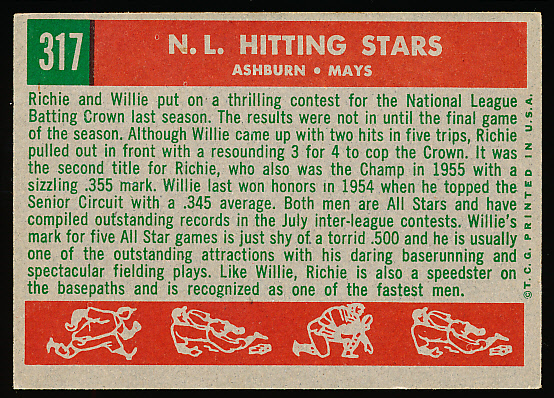 317
N. L. HITTING STARS
ASHBURN • MAYS
Richie and Willie put on a thrilling contest for the National League
Batting Crown last season. The results were not in until the final game
of the season. Although Willie came up with two hits in five trips, Richie
pulled out in front with a resounding 3 for 4 to cop the Crown. It was
the second title for Richie, who also was the Champ in 1955 with a
sizzling .355 mark. Willie last won honors in 1954 when he topped the
Senior Circuit with a .345 average. Both men are All Stars and have
compiled outstanding records in the July inter-league contests. Willie's
mark for five All Star games is just shy of a torrid .500 and he is usually
one of the outstanding attractions with his daring baserunning and
spectacular fielding plays. Like Willie, Richie is also a speedster on
the basepaths and is recognized as one of the fastest men.
©T.C.G. PRINTED IN U.S.A.